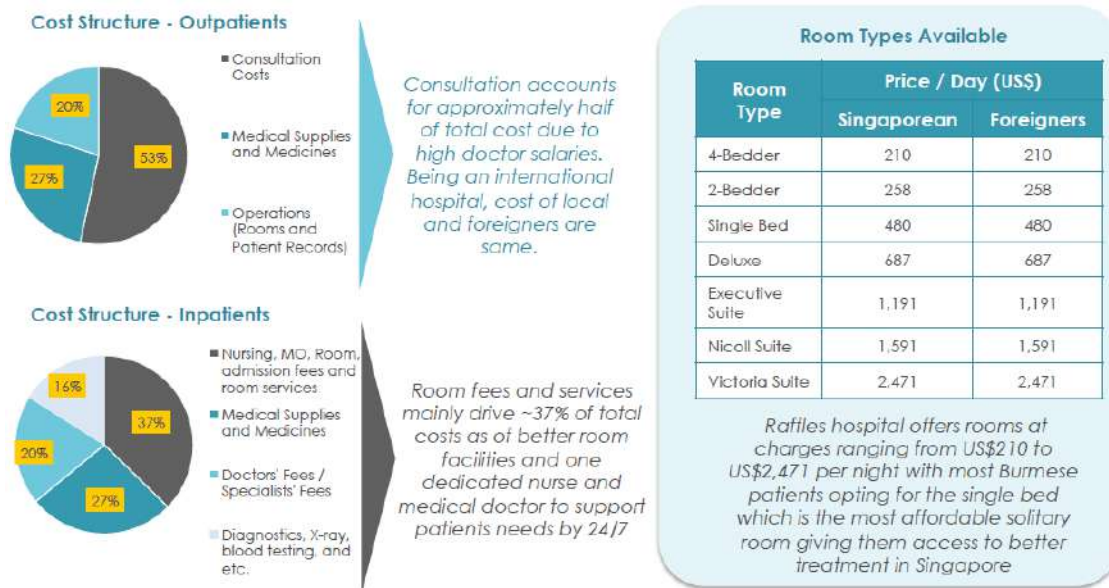 Cost Structure - Outpatients
20%
53%
27%
Consultation
Costs
Medical Supplies
and Medicines
Operations
(Rooms and
Patient Records)
Consultation accounts
for approximately half
of total cost due to
high doctor salaries.
Being an international
hospital, cost of local
and foreigners are
same.
Cost Structure - Inpatients
16%
37%
20%
27%
Nursing, MO, Room,
admission fees and
room services
Medical Supplies
and Medicines
Doctors' Fees /
Specialists' Fees
Diagnostics, X-ray,
blood testing, and
etc.
Room fees and services
mainly drive ~37% of total
costs as of better room
facilities and one
dedicated nurse and
medical doctor to support
patients needs by 24/7
Room Types Available
Room Type Price / Day (US$)
Singaporean Foreigners
4-Bedder 210 210
2-Bedder 258 258
Single Bed 480 480
Deluxe 687 687
Executive Suite 1,191 1,191
Nicoll Suite 1,591 1,591
Victoria Suite 2,471 2,471
Raffles hospital offers rooms at
charges ranging from US$210 to
US$2,471 per night with most Burmese
patients opting for the single bed
which is the most affordable solitary
room giving them access to better
treatment in Singapore